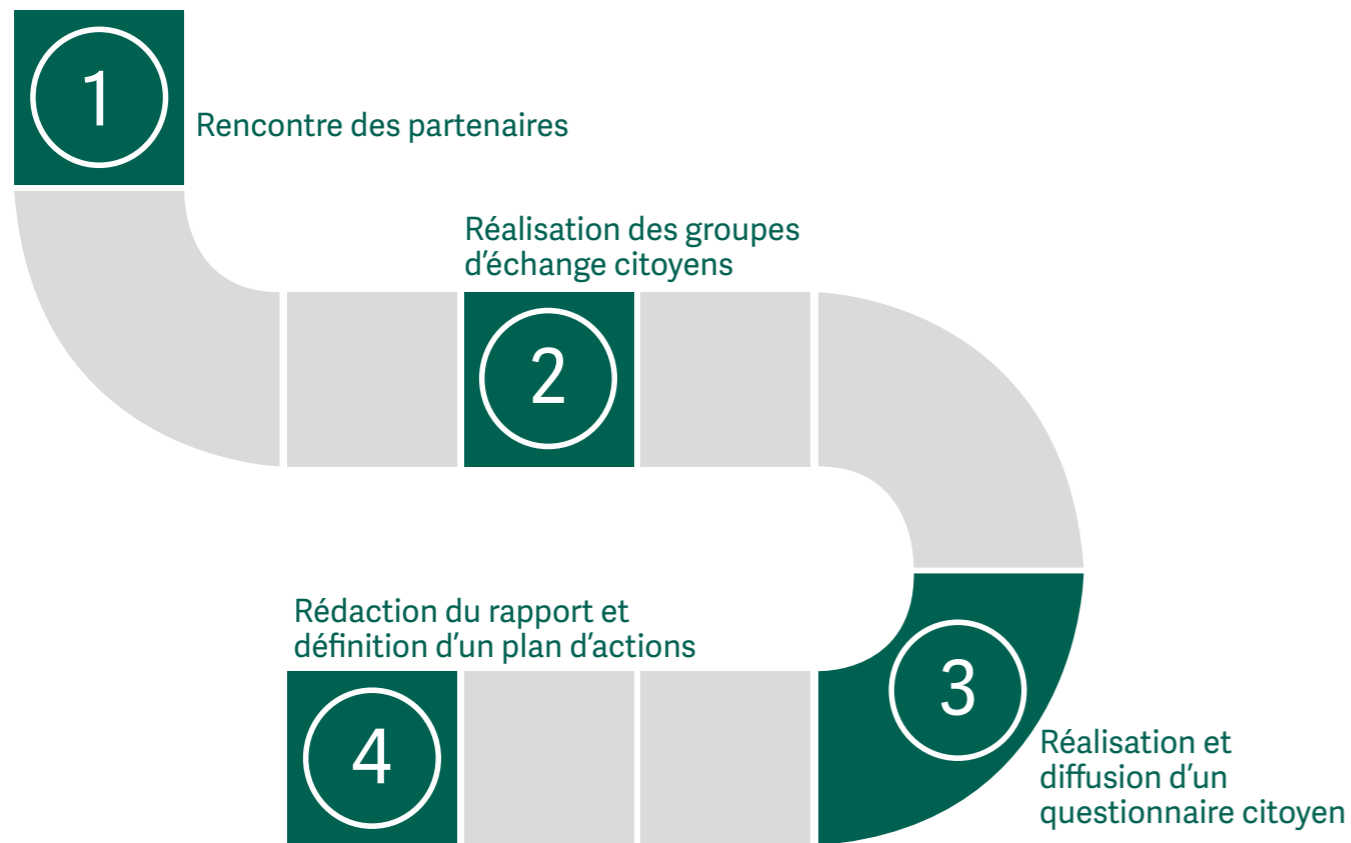 1
Rencontre des partenaires
Réalisation des groupes
d’échange citoyens
2
3
Réalisation et
diffusion d’un
questionnaire citoyen
Rédaction du rapport et
définition d’un plan d’actions
4